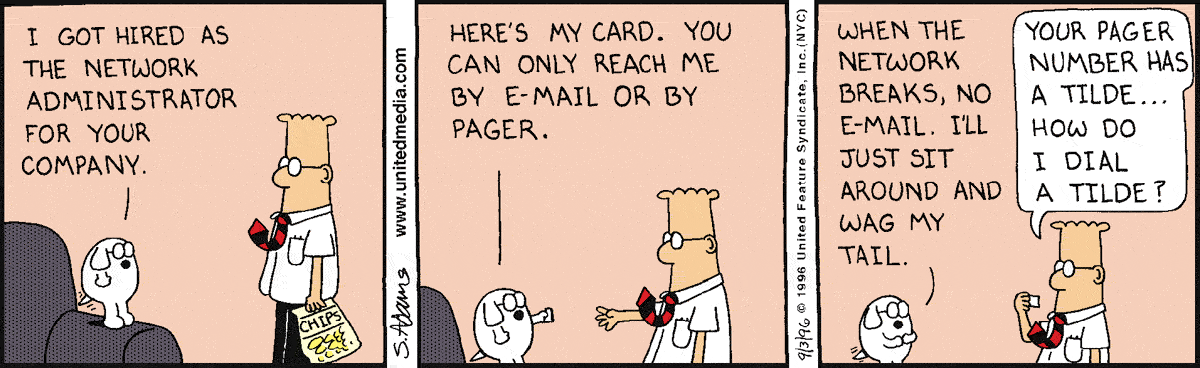 I GOT HIRED AS
THE NETWORK
ADMINISTRATOR
FOR YOUR
COMPANY.
CHIPS
S.Adams
www.unitedmedia.com
HERE'S MY CARD. YOU
CAN ONLY REACH ME
BY E-MAIL OR BY
PAGER.
9/3/96 © 1996 United Feature Syndicate, Inc.(NYC)
WHEN THE
NETWORK
BREAKS, NO
E-MAIL. I'LL
JUST SIT
AROUND AND
WAG MY
TAIL.
YOUR PAGER
NUMBER HAS
A TILDE...
HOW DO
I DIAL
A TILDE?